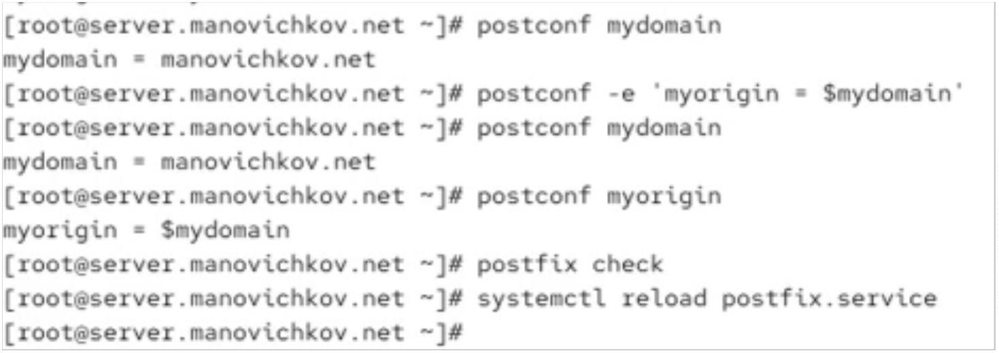 [root@server.manovichkov.net ~]# postconf mydomain
mydomain = manovichkov.net
[root@server.manovichkov.net ~]# postconf -e 'myorigin = $mydomain'
[root@server.manovichkov.net ~]# postconf mydomain
mydomain = manovichkov.net
[root@server.manovichkov.net ~]# postconf myorigin
myorigin = $mydomain
[root@server.manovichkov.net ~]# postfix check
[root@server.manovichkov.net ~]# systemctl reload postfix.service
[root@server.manovichkov.net ~]#